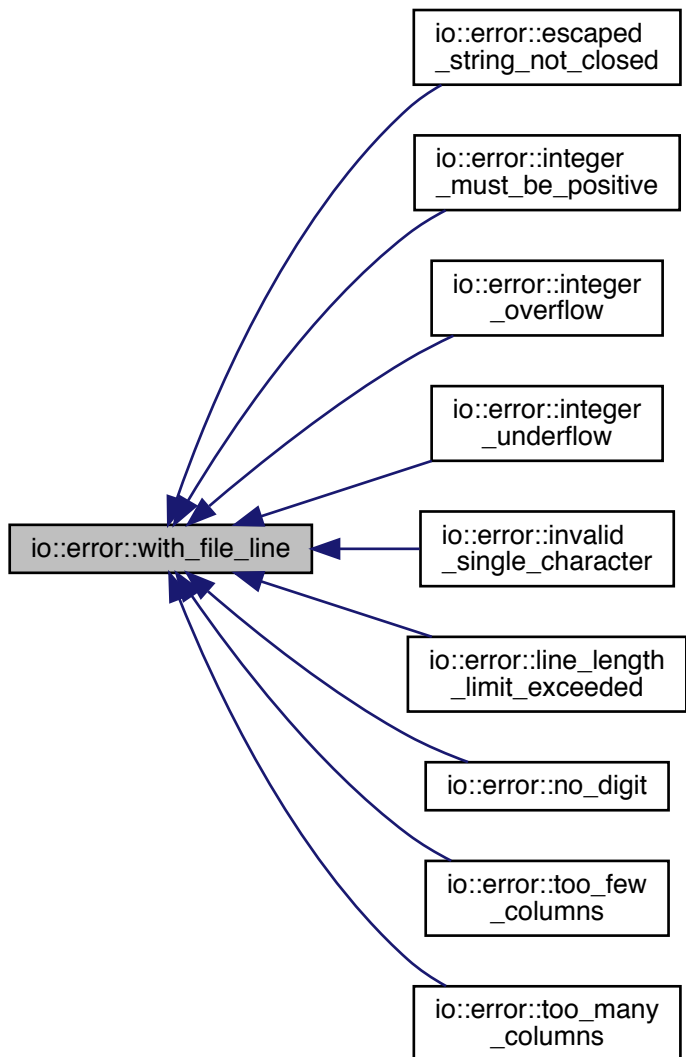 io::error::escaped
_string_not_closed
io::error::integer
_must_be_positive
io::error::integer
_overflow
io::error::integer
_underflow
io::error::with_file_line
io::error::invalid
_single_character
io::error::line_length
_limit_exceeded
io::error::no_digit
io::error::too_few
_columns
io::error::too_many
_columns